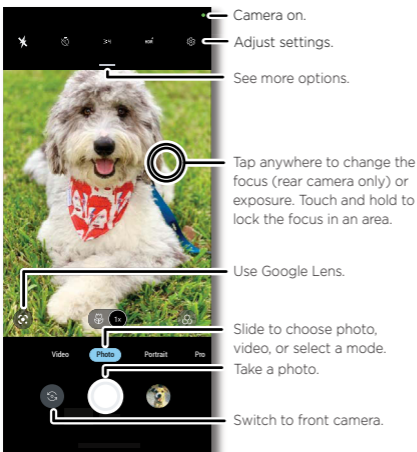 Camera on.
Adjust settings.
See more options.
Tap anywhere to change the
focus (rear camera only) or
exposure. Touch and hold to
lock the focus in an area.
Use Google Lens.
1x
Slide to choose photo,
video, or select a mode.
Video Photo Portrait Pro
Take a photo.
Switch to front camera.